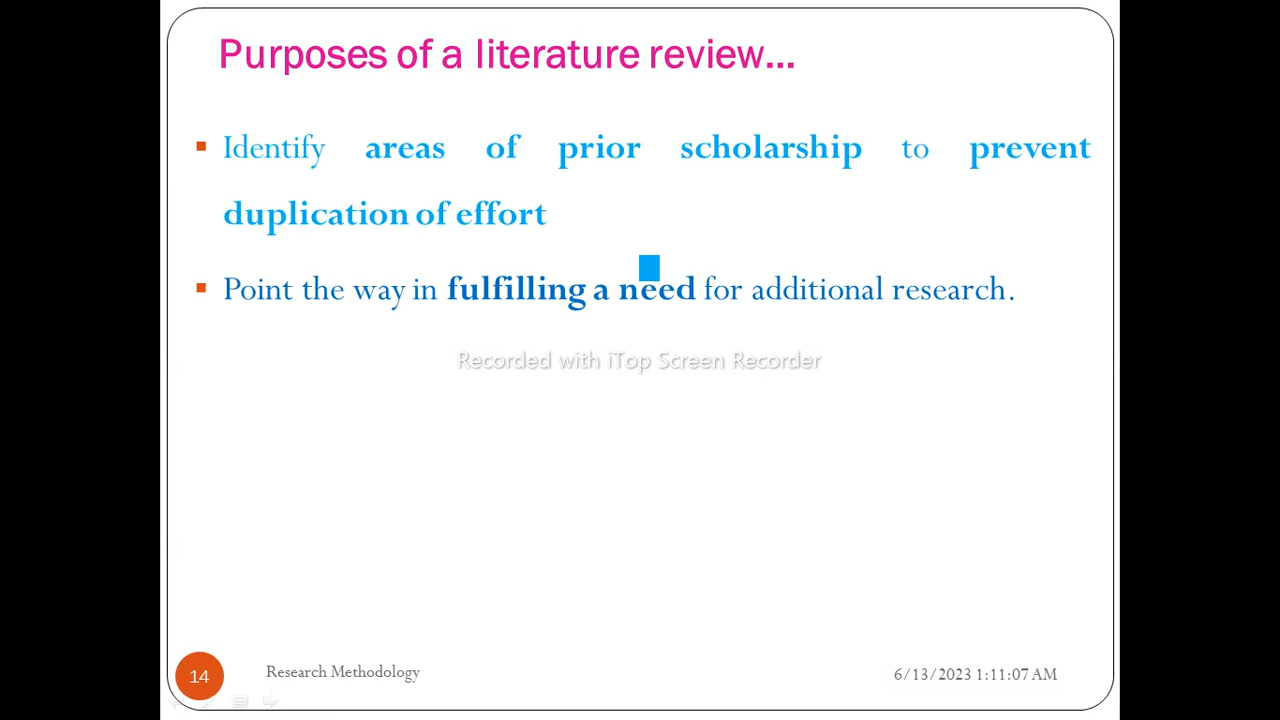 Purposes of a literature review...
▪ Identify areas of prior scholarship to prevent
duplication of effort
▪ Point the way in fulfilling a need for additional research.
Recorded with iTop Screen Recorder
14
Research Methodology
6/13/2023 1:11:07 AM